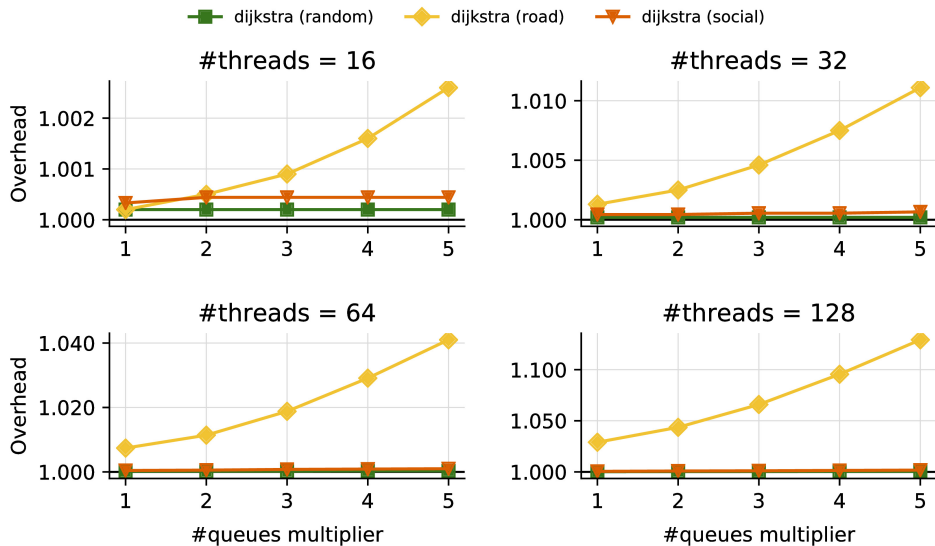 dijkstra (random) dijkstra (road) dijkstra (social)
#threads = 16
Overhead
1.002
1.001
1.000
1 2 3 4 5
#threads = 32
1.010
1.005
1.000
1 2 3 4 5
#threads = 64
Overhead
1.040
1.020
1.000
1 2 3 4 5
#queues multiplier
#threads = 128
1.100
1.050
1.000
1 2 3 4 5
#queues multiplier